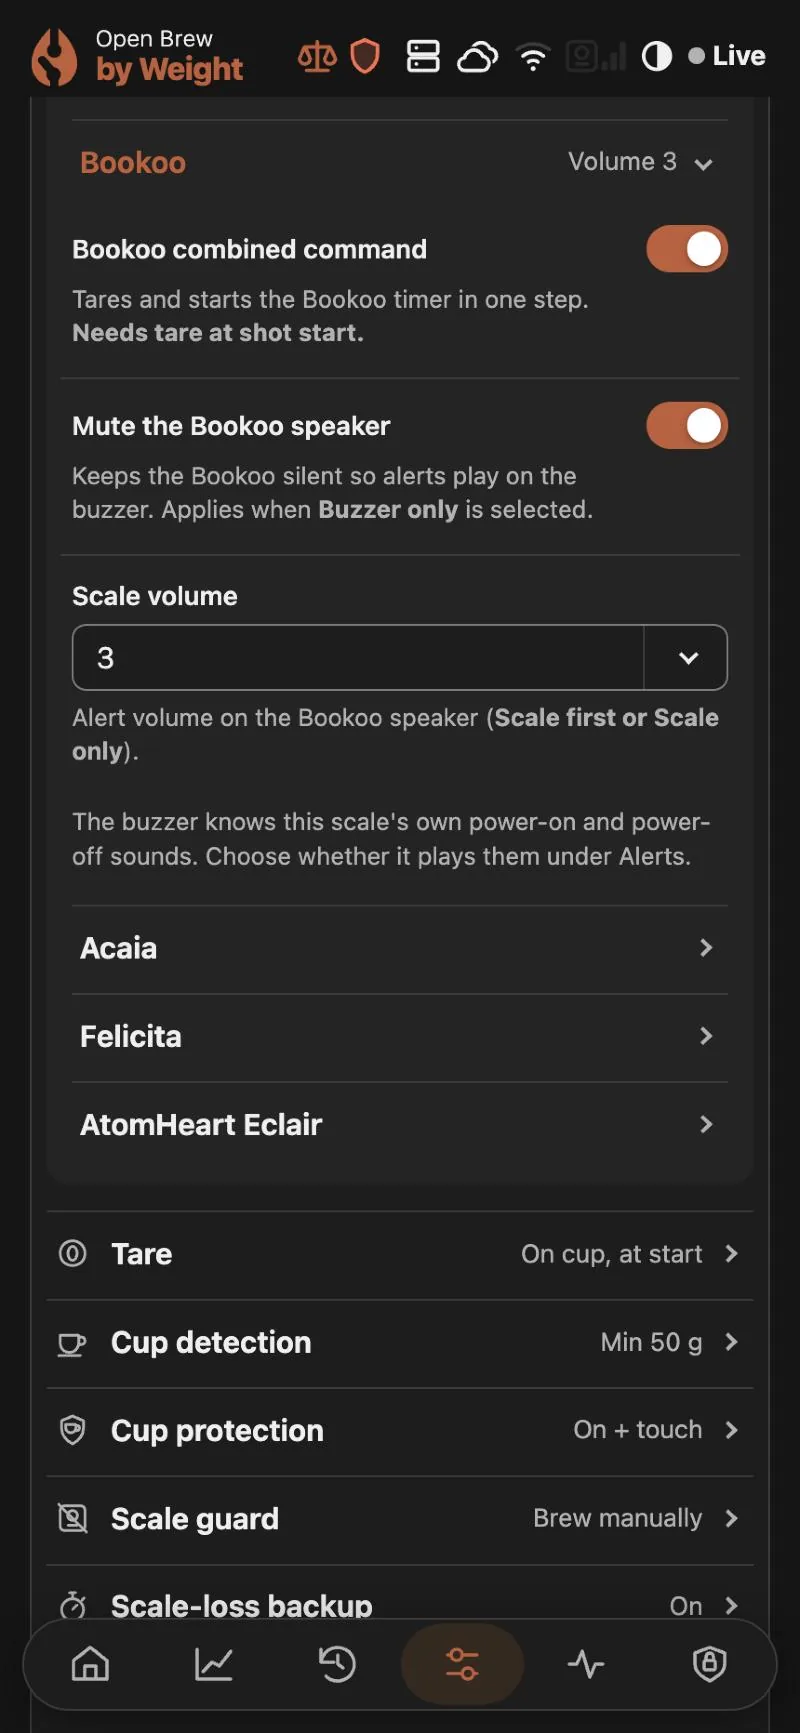 Open Brew
by Weight
Live
Bookoo
Volume 3
Bookoo combined command
Tares and starts the Bookoo timer in one step.
Needs tare at shot start.
Mute the Bookoo speaker
Keeps the Bookoo silent so alerts play on the
buzzer. Applies when Buzzer only is selected.
Scale volume
3
Alert volume on the Bookoo speaker (Scale first or Scale
only).
The buzzer knows this scale's own power-on and power-
off sounds. Choose whether it plays them under Alerts.
Acaia
Felicita
AtomHeart Eclair
Tare
On cup, at start
Cup detection
Min 50 g
Cup protection
On + touch
Scale guard
Brew manually
Scale-loss backup
On